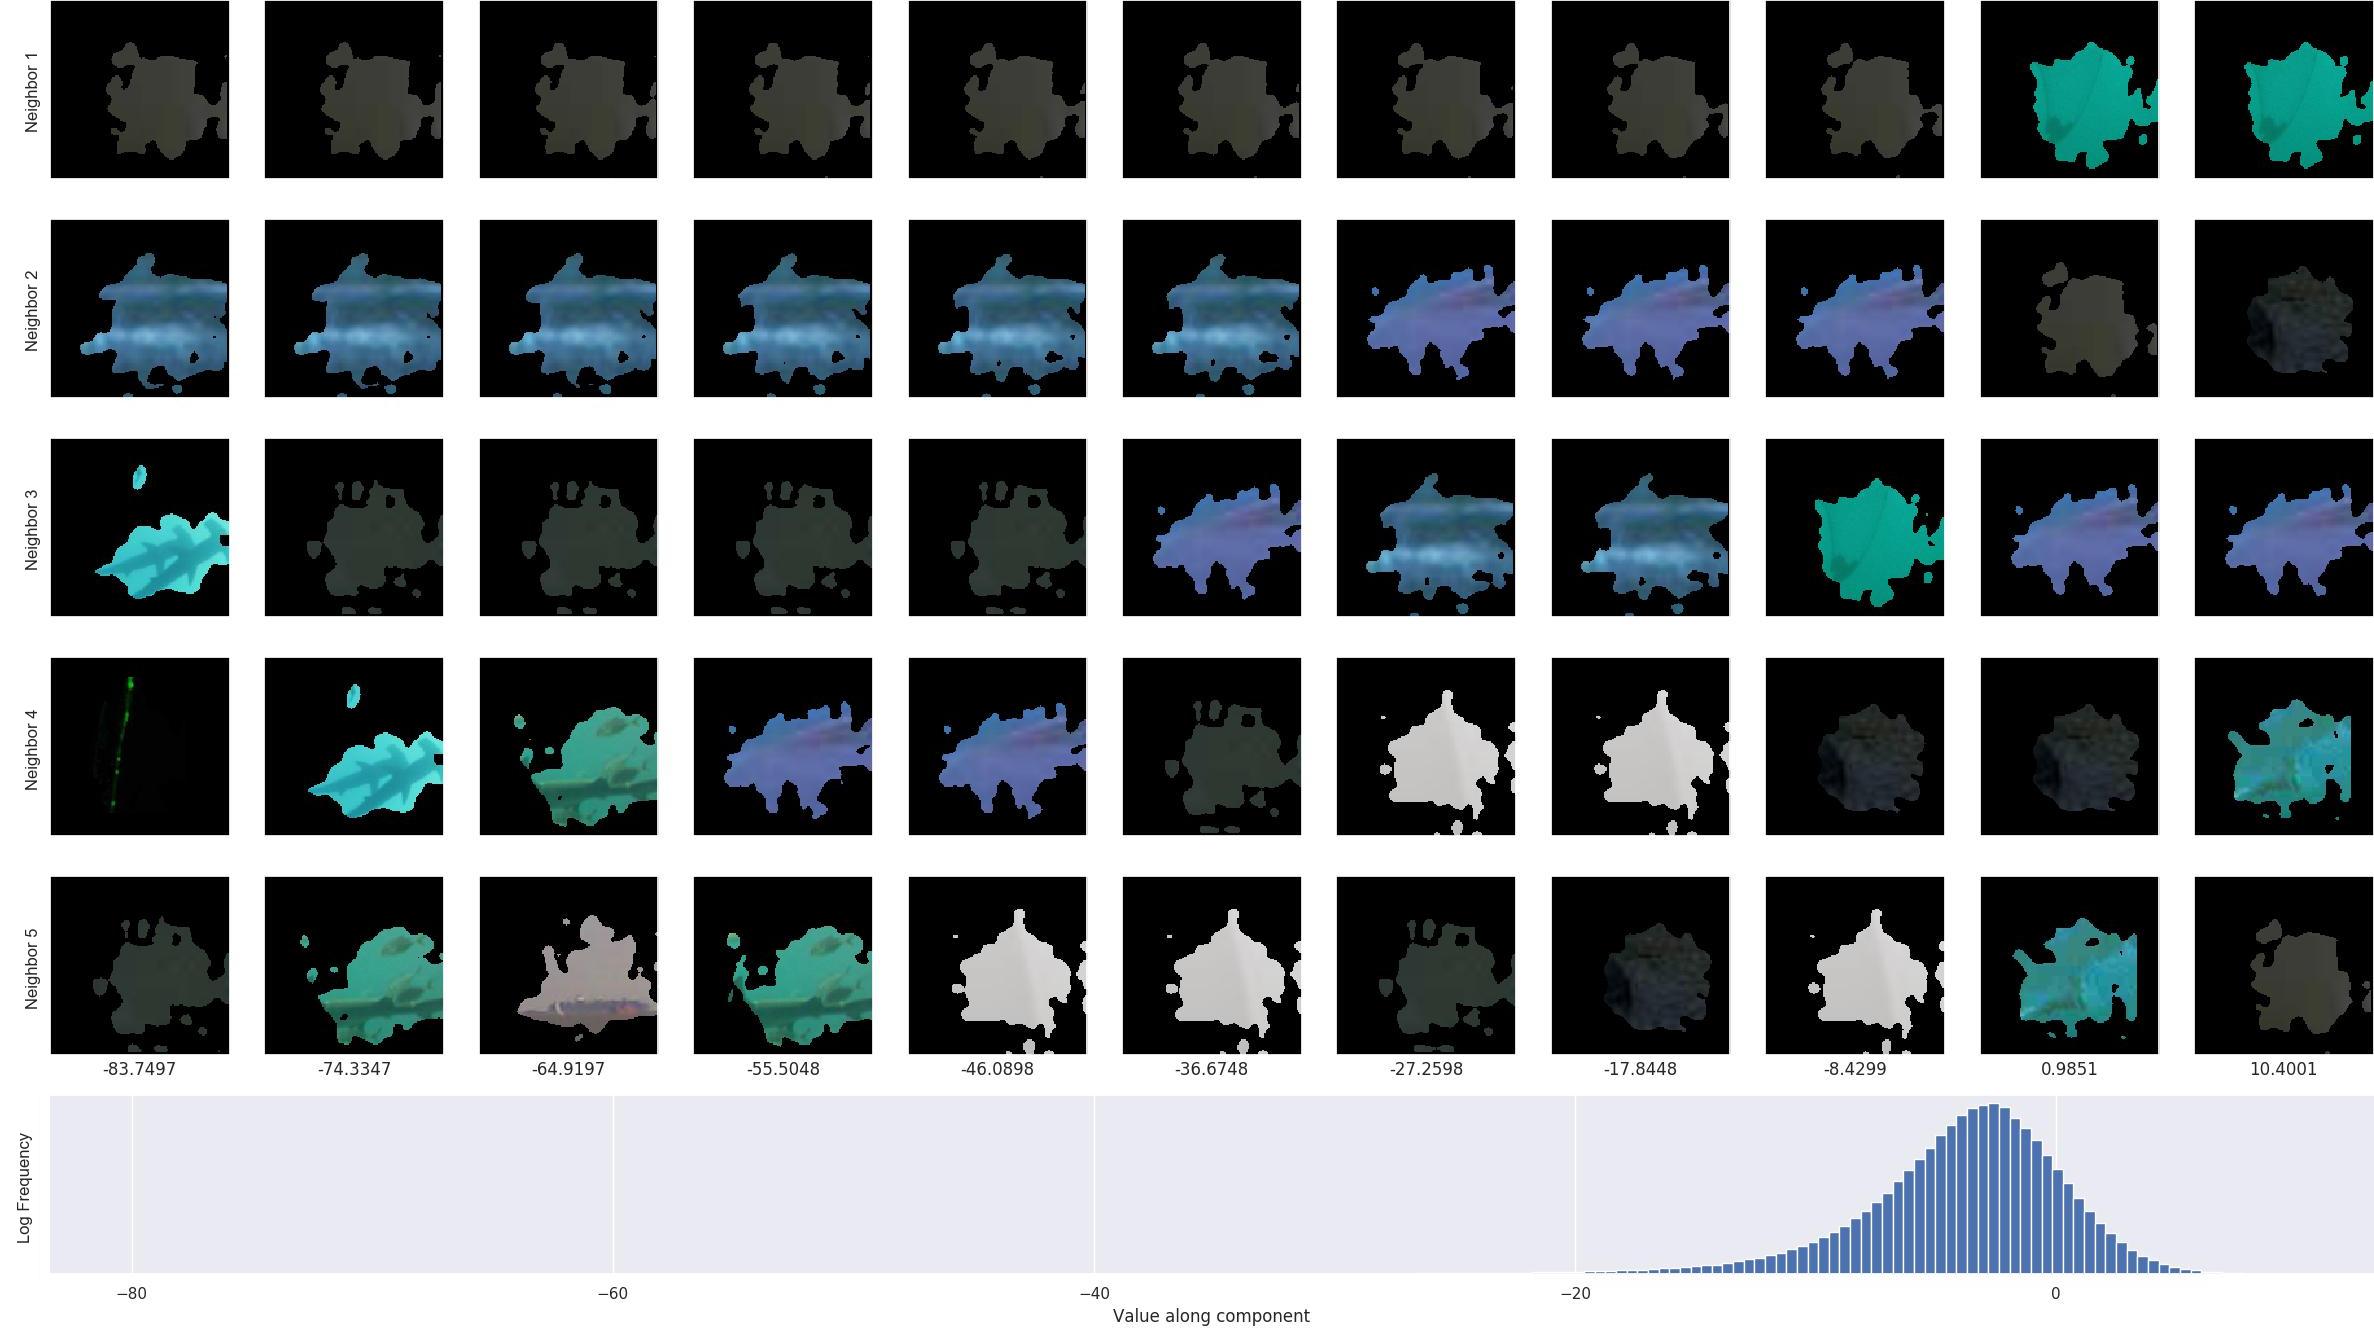 Neighbor 1
Neighbor 2
Neighbor 3
Neighbor 4
Neighbor 5
-83.7497 -74.3347 -64.9197 -55.5048 -46.0898 -36.6748 -27.2598 -17.8448 -8.4299 0.9851 10.4001
Log Frequency
−80 −60 −40 −20 0
Value along component